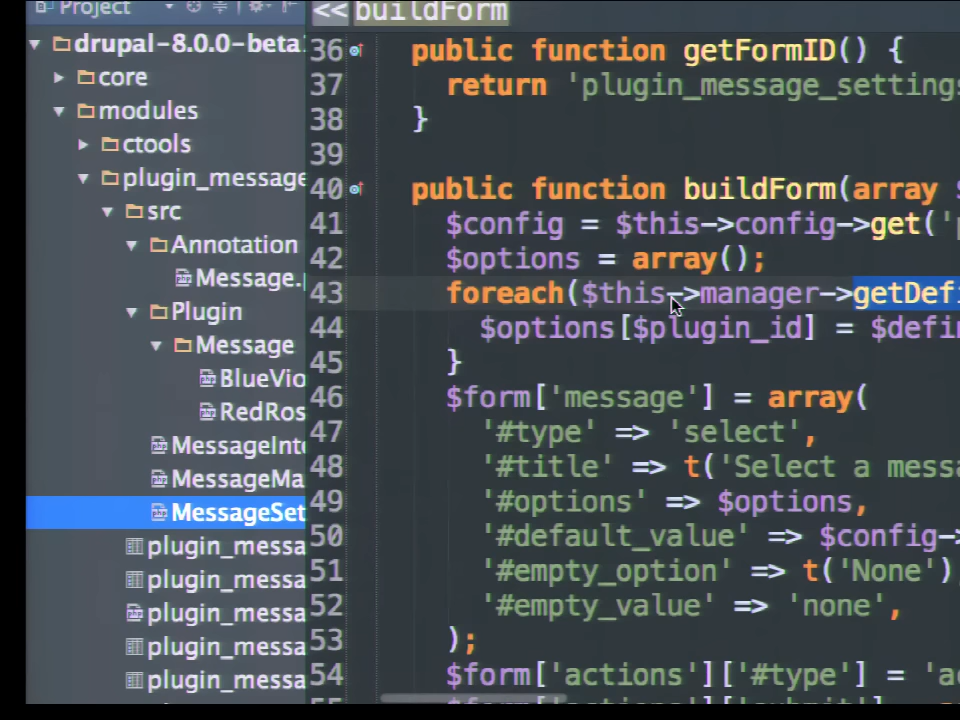 Project
drupal-8.0.0-beta
core
modules
ctools
plugin_message
src
Annotation
Message.
Plugin
Message
BlueVio
RedRos
MessageInt
MessageMa
MessageSet
plugin_messa
plugin_messa
plugin_messa
plugin_messa
plugin_messa
<< buildForm
36 public function getFormID() {
37 return 'plugin_message_settings
38 }
39
40 public function buildForm(array $
41 $config = $this->config->get('p
42 $options = array();
43 foreach($this->manager->getDefi
44 $options[$plugin_id] = $defin
45 }
46 $form['message'] = array(
47 '#type' => 'select',
48 '#title' => t('Select a messa
49 '#options' => $options,
50 '#default_value' => $config->
51 '#empty_option' => t('None'),
52 '#empty_value' => 'none',
53 );
54 $form['actions']['#type'] = 'ac